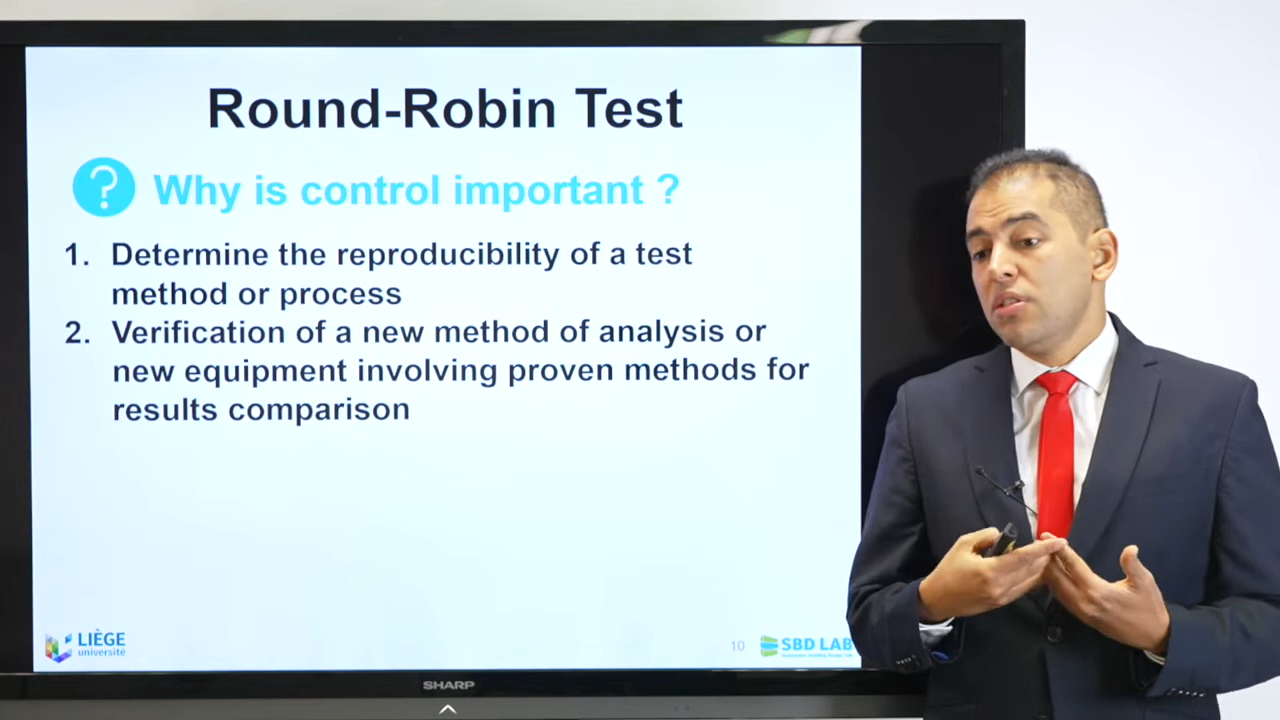 Round-Robin Test
?
Why is control important ?
1. Determine the reproducibility of a test
method or process
2. Verification of a new method of analysis or
new equipment involving proven methods for
results comparison
LIÈGE
université
10
SBD LAB
SHARP